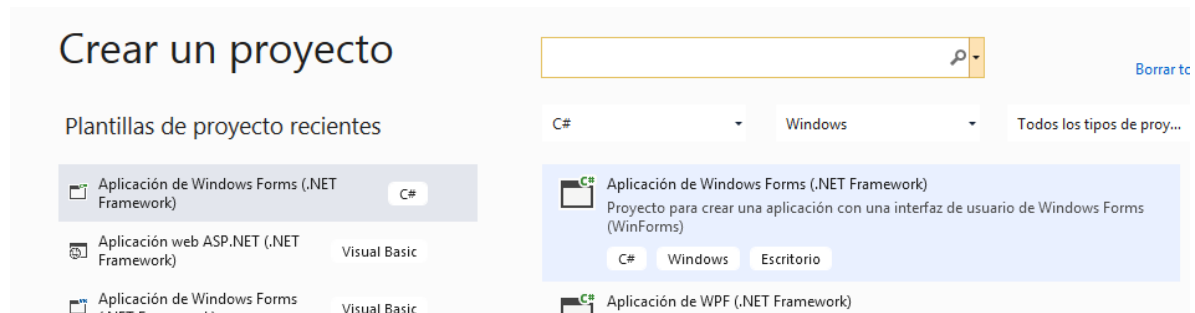 Crear un proyecto
Borrar to
Plantillas de proyecto recientes
C#
Windows
Todos los tipos de proy...
Aplicación de Windows Forms (.NET
Framework)
C#
Aplicación web ASP.NET (.NET
Framework)
Visual Basic
Aplicación de Windows Forms
Visual Basic
Aplicación de Windows Forms (.NET Framework)
Proyecto para crear una aplicación con una interfaz de usuario de Windows Forms
(WinForms)
C#
Windows
Escritorio
Aplicación de WPF (.NET Framework)